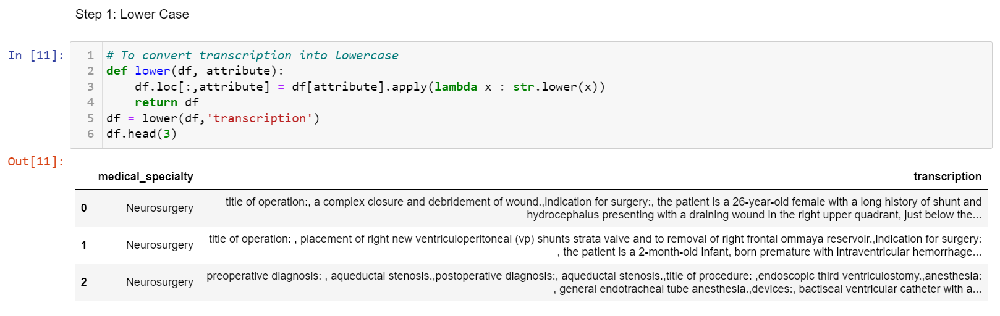 Step 1: Lower Case
In [11]:
1 # To convert transcription into lowercase
2 def lower(df, attribute):
3     df.loc[:,attribute] = df[attribute].apply(lambda x : str.lower(x))
4     return df
5 df = lower(df,'transcription')
6 df.head(3)
Out[11]:
medical_specialty transcription
0 Neurosurgery title of operation:, a complex closure and debridement of wound.,indication for surgery:, the patient is a 26-year-old female with a long history of shunt and
hydrocephalus presenting with a draining wound in the right upper quadrant, just below the...
1 Neurosurgery title of operation: , placement of right new ventriculoperitoneal (vp) shunts strata valve and to removal of right frontal ommaya reservoir.,indication for surgery:
, the patient is a 2-month-old infant, born premature with intraventricular hemorrhage...
2 Neurosurgery preoperative diagnosis: , aqueductal stenosis.,postoperative diagnosis:, aqueductal stenosis.,title of procedure: ,endoscopic third ventriculostomy.,anesthesia:
, general endotracheal tube anesthesia.,devices:, bactiseal ventricular catheter with a...